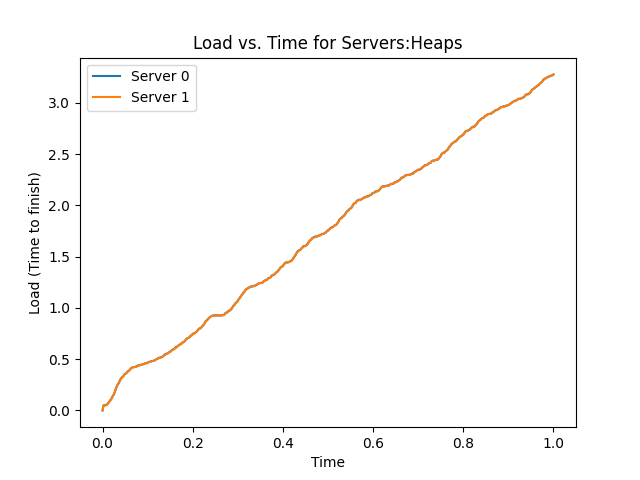 Load vs. Time for Servers:Heaps
Server 0
Server 1
Load (Time to finish)
3.0
2.5
2.0
1.5
1.0
0.5
0.0
0.0 0.2 0.4 0.6 0.8 1.0
Time